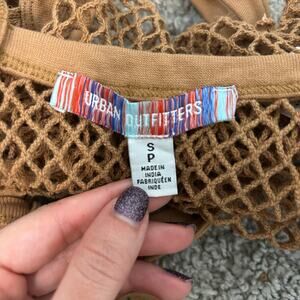 URBAN OUTFITTERS
S
P
MADE IN
INDIA
FABRIQUÉ EN
INDE